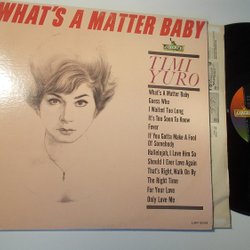 WHAT'S A MATTER BABY
LIBERTY
TIMI
YURO
What's A Matter Baby
Guess Who
I Waited Too Long
It's Too Soon To Know
Fever
If You Gotta Make A Fool
Of Somebody
Hallelujah, I Love Him So
Should I Ever Love Again
That's Right, Walk On By
The Right Time
For Your Love
Only Love Me